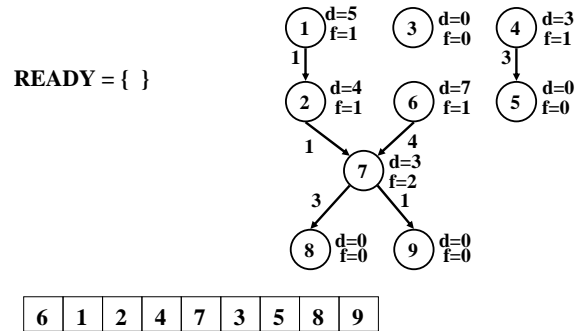 1 d=5 f=1
3 d=0 f=0
4 d=3 f=1
1
3
READY = { }
2 d=4 f=1
6 d=7 f=1
5 d=0 f=0
1
4
7 d=3 f=2
3
1
8 d=0 f=0
9 d=0 f=0
6 1 2 4 7 3 5 8 9